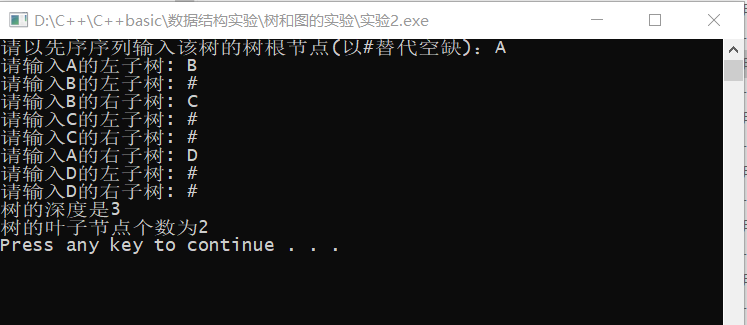 D:\C++\C++basic\数据结构实验\树和图的实验\实验2.exe
请以先序序列输入该树的树根节点(以#替代空缺): A
请输入A的左子树: B
请输入B的左子树: #
请输入B的右子树: C
请输入C的左子树: #
请输入C的右子树: #
请输入A的右子树: D
请输入D的左子树: #
请输入D的右子树: #
树的深度是3
树的叶子节点个数为2
Press any key to continue . . .